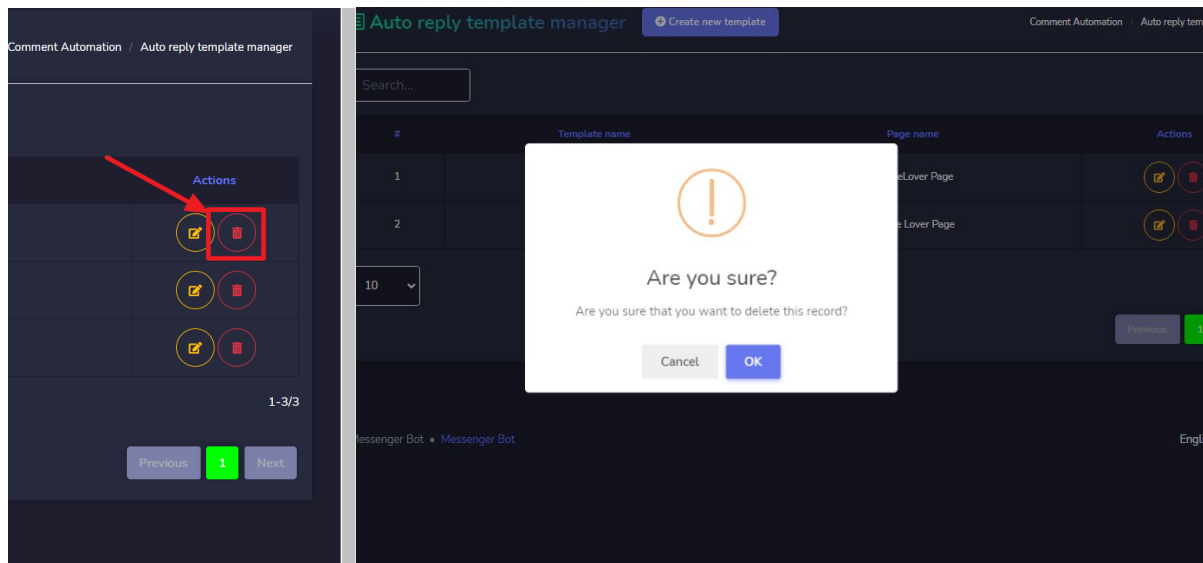 Comment Automation / Auto reply template manager
Actions
1-3/3
Previous 1 Next
Auto reply template manager
Create new template
Comment Automation / Auto reply tem
Search...
# Template name Page name Actions
1 eLover Page
2 Lover Page
10
Are you sure?
Are you sure that you want to delete this record?
Cancel OK
Previous 1
Messenger Bot • Messenger Bot
Engli